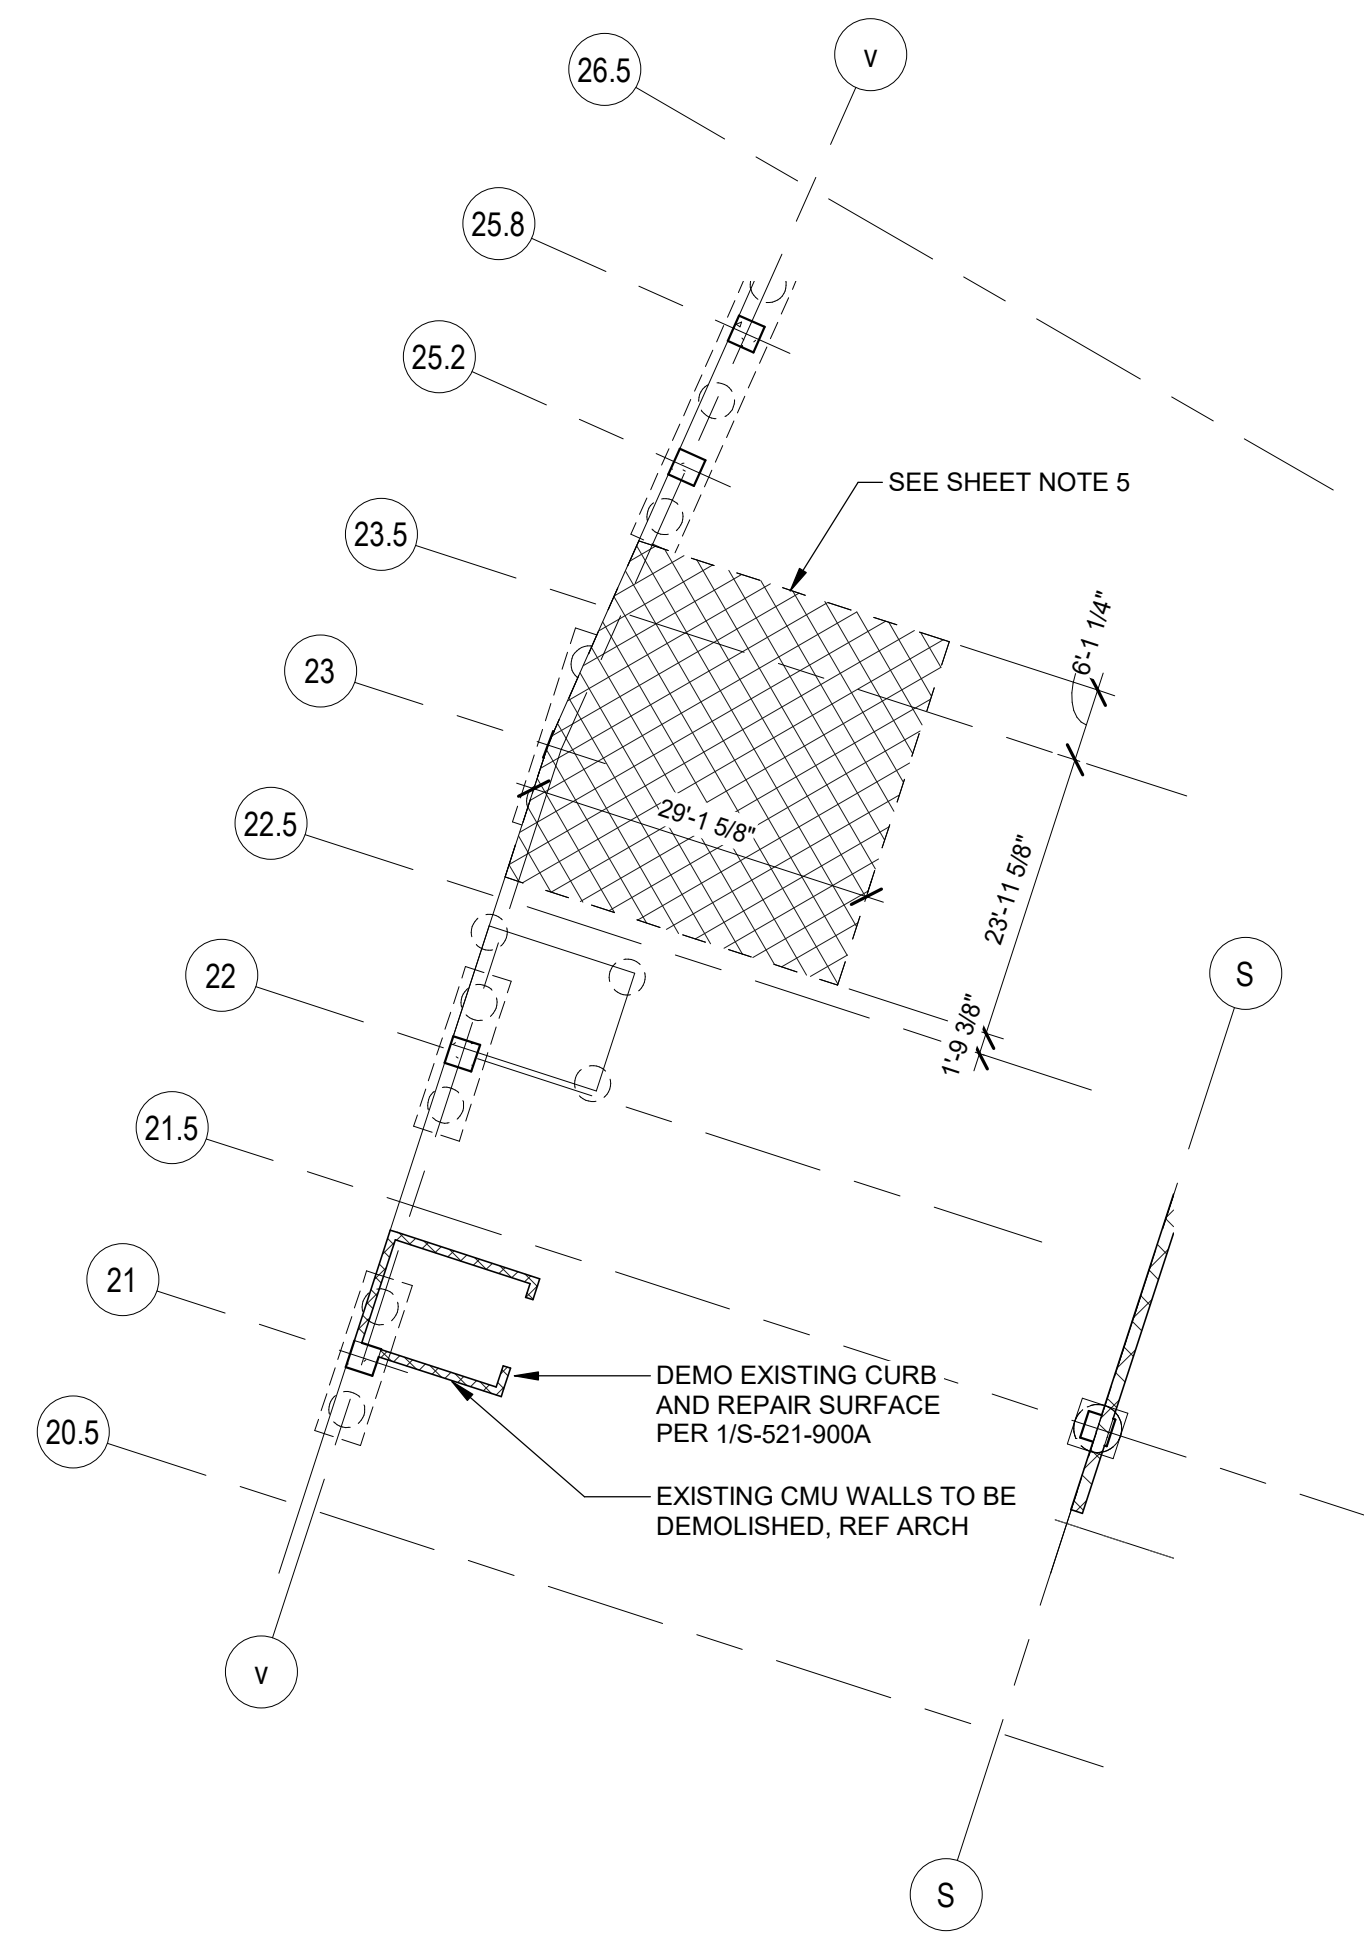 v
26.5
25.8
25.2
SEE SHEET NOTE 5
23.5
6'-1 1/4"
23
29'-1 5/8"
22.5
23'-11 5/8"
22
S
1'-9 3/8"
21.5
21
DEMO EXISTING CURB
AND REPAIR SURFACE
PER 1/S-521-900A
20.5
EXISTING CMU WALLS TO BE
DEMOLISHED, REF ARCH
v
S